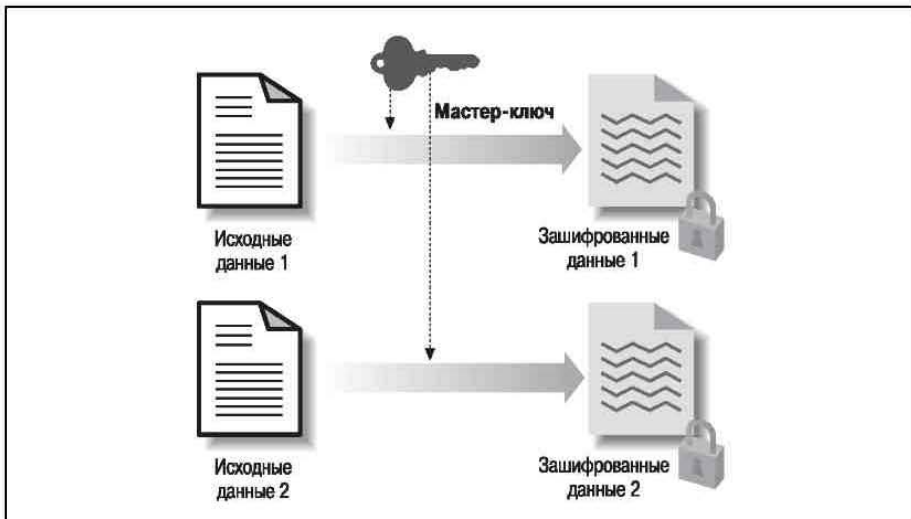 Мастер-ключ
Исходные
данные 1
Зашифрованные
данные 1
Исходные
данные 2
Зашифрованные
данные 2